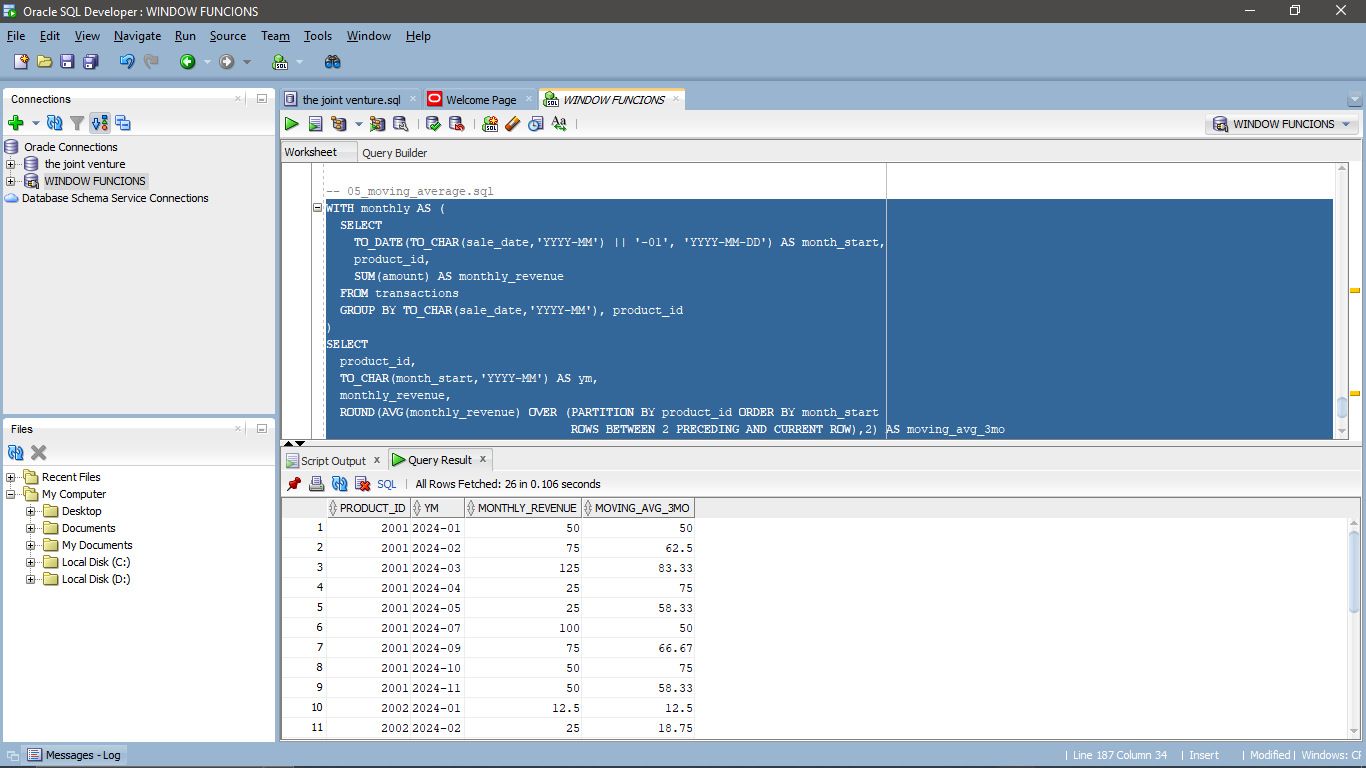 Oracle SQL Developer : WINDOW FUNCIONS
File Edit View Navigate Run Source Team Tools Window Help
Connections
Oracle Connections
the joint venture
WINDOW FUNCIONS
Database Schema Service Connections
Files
Recent Files
My Computer
Desktop
Documents
My Documents
Local Disk (C:)
Local Disk (D:)
the joint venture.sql Welcome Page WINDOW FUNCIONS
WINDOW FUNCIONS
Worksheet Query Builder
-- 05_moving_average.sql
WITH monthly AS (
SELECT
TO_DATE(TO_CHAR(sale_date,'YYYY-MM') || '-01', 'YYYY-MM-DD') AS month_start,
product_id,
SUM(amount) AS monthly_revenue
FROM transactions
GROUP BY TO_CHAR(sale_date,'YYYY-MM'), product_id
)
SELECT
product_id,
TO_CHAR(month_start,'YYYY-MM') AS ym,
monthly_revenue,
ROUND(AVG(monthly_revenue) OVER (PARTITION BY product_id ORDER BY month_start
ROWS BETWEEN 2 PRECEDING AND CURRENT ROW),2) AS moving_avg_3mo
Script Output Query Result
SQL All Rows Fetched: 26 in 0.106 seconds
PRODUCT_ID YM MONTHLY_REVENUE MOVING_AVG_3MO
1 2001 2024-01 50 50
2 2001 2024-02 75 62.5
3 2001 2024-03 125 83.33
4 2001 2024-04 25 75
5 2001 2024-05 25 58.33
6 2001 2024-07 100 50
7 2001 2024-09 75 66.67
8 2001 2024-10 50 75
9 2001 2024-11 50 58.33
10 2002 2024-01 12.5 12.5
11 2002 2024-02 25 18.75
Messages - Log
Line 187 Column 34 Insert Modified Windows: